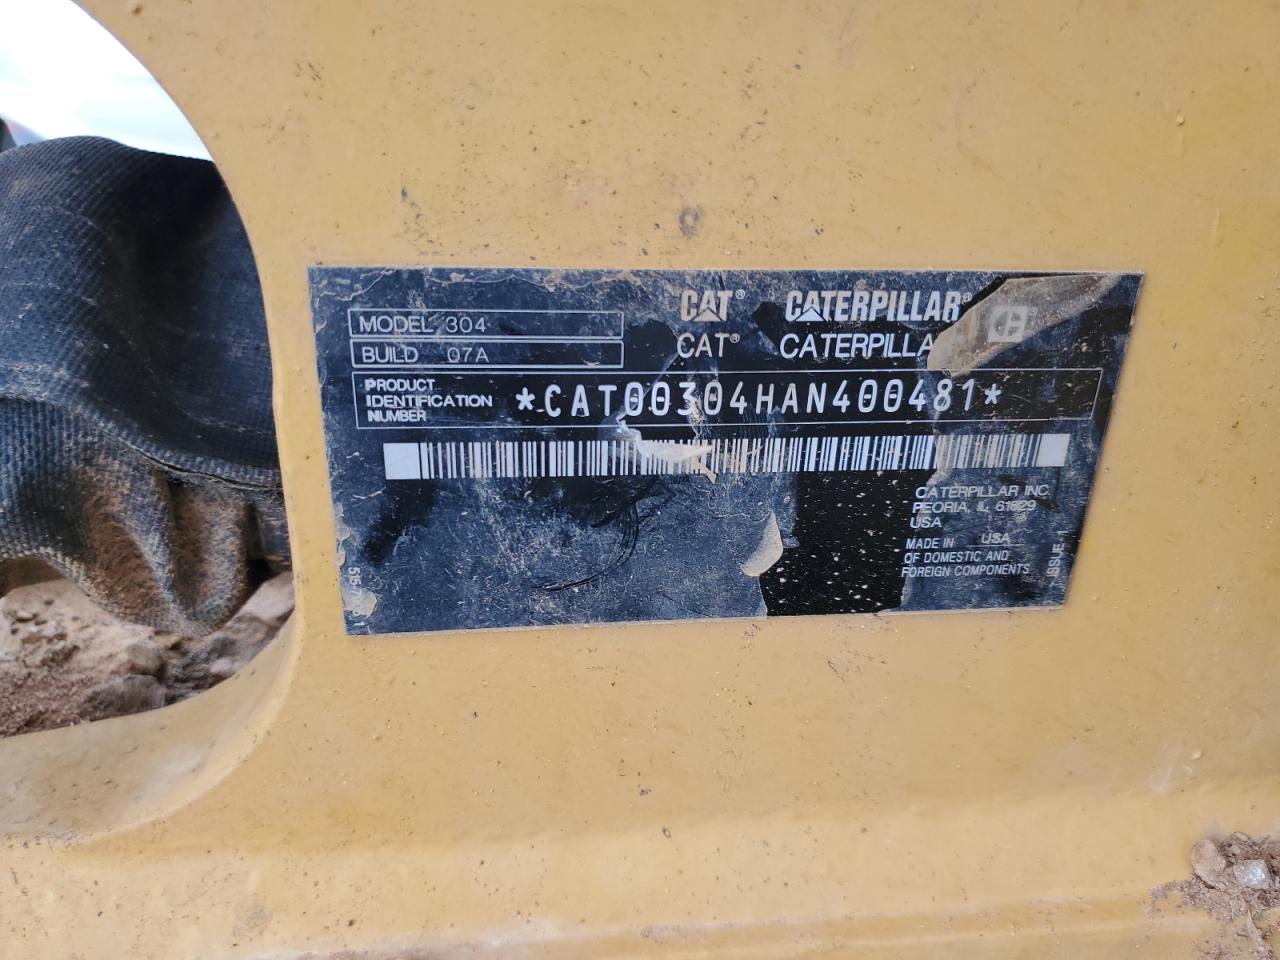 CAT® CATERPILLAR®
CAT® CATERPILLA
MODEL 304
BUILD 07A
PRODUCT
IDENTIFICATION
NUMBER
*CAT00304HAN400481*
CATERPILLAR INC.
PEORIA, IL 61629
USA
MADE IN USA
OF DOMESTIC AND
FOREIGN COMPONENTS
ISSUE 1